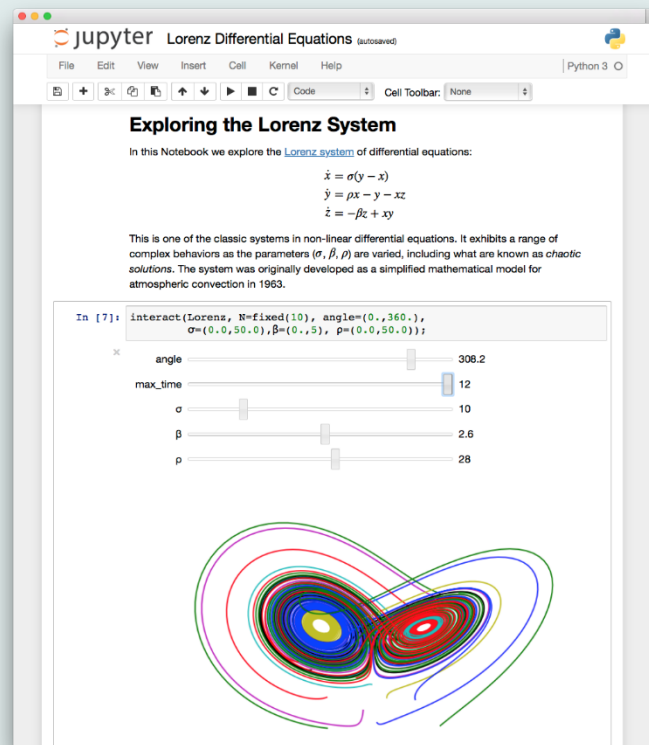 jupyter Lorenz Differential Equations (autosaved)
File Edit View Insert Cell Kernel Help Python 3
Code Cell Toolbar: None
Exploring the Lorenz System
In this Notebook we explore the Lorenz system of differential equations:
ẋ = σ(y − x)
ẏ = ρx − y − xz
ż = −βz + xy
This is one of the classic systems in non-linear differential equations. It exhibits a range of
complex behaviors as the parameters (σ, β, ρ) are varied, including what are known as chaotic
solutions. The system was originally developed as a simplified mathematical model for
atmospheric convection in 1963.
In [7]: interact(Lorenz, N=fixed(10), angle=(0.,360.),
σ=(0.0,50.0),β=(0.,5), ρ=(0.0,50.0));
angle 308.2
max_time 12
σ 10
β 2.6
ρ 28